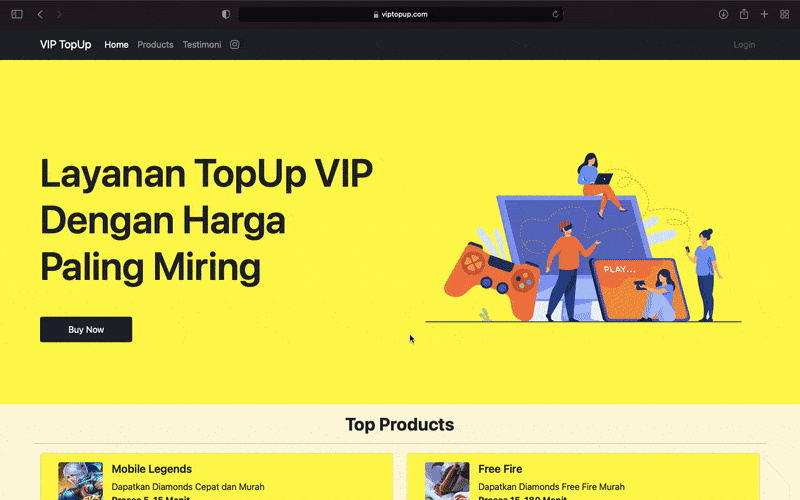 viptopup.com
VIP TopUp Home Products Testimoni Login
Layanan TopUp VIP
Dengan Harga
Paling Miring
PLAY...
Buy Now
Top Products
Mobile Legends
Dapatkan Diamonds Cepat dan Murah
Proses 5-15 Menit
Free Fire
Dapatkan Diamonds Free Fire Murah
Proses 15-180 Menit